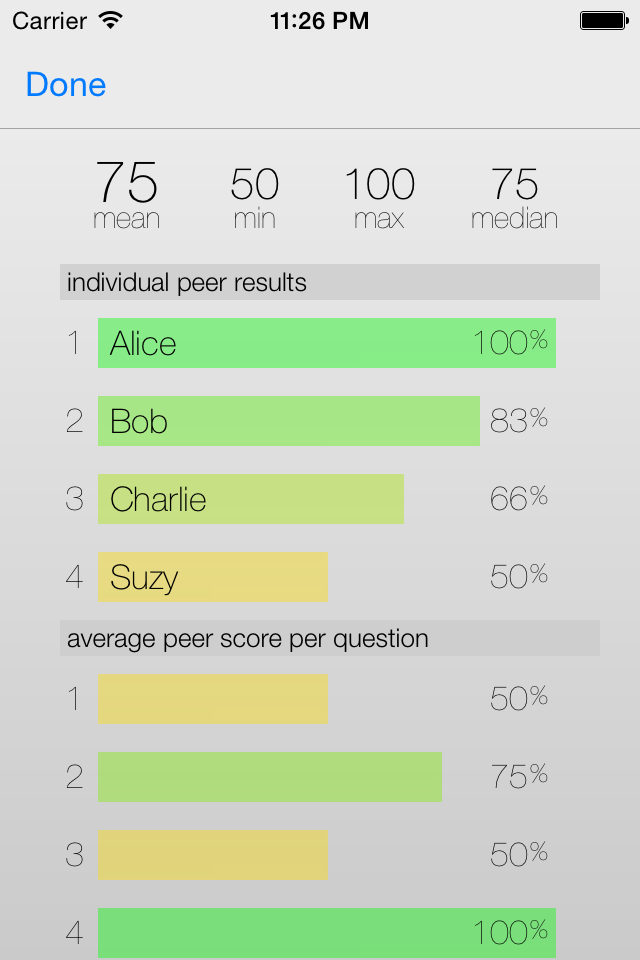 Carrier 11:26 PM
Done
75 50 100 75
mean min max median
individual peer results
1 Alice 100%
2 Bob 83%
3 Charlie 66%
4 Suzy 50%
average peer score per question
1 50%
2 75%
3 50%
4 100%